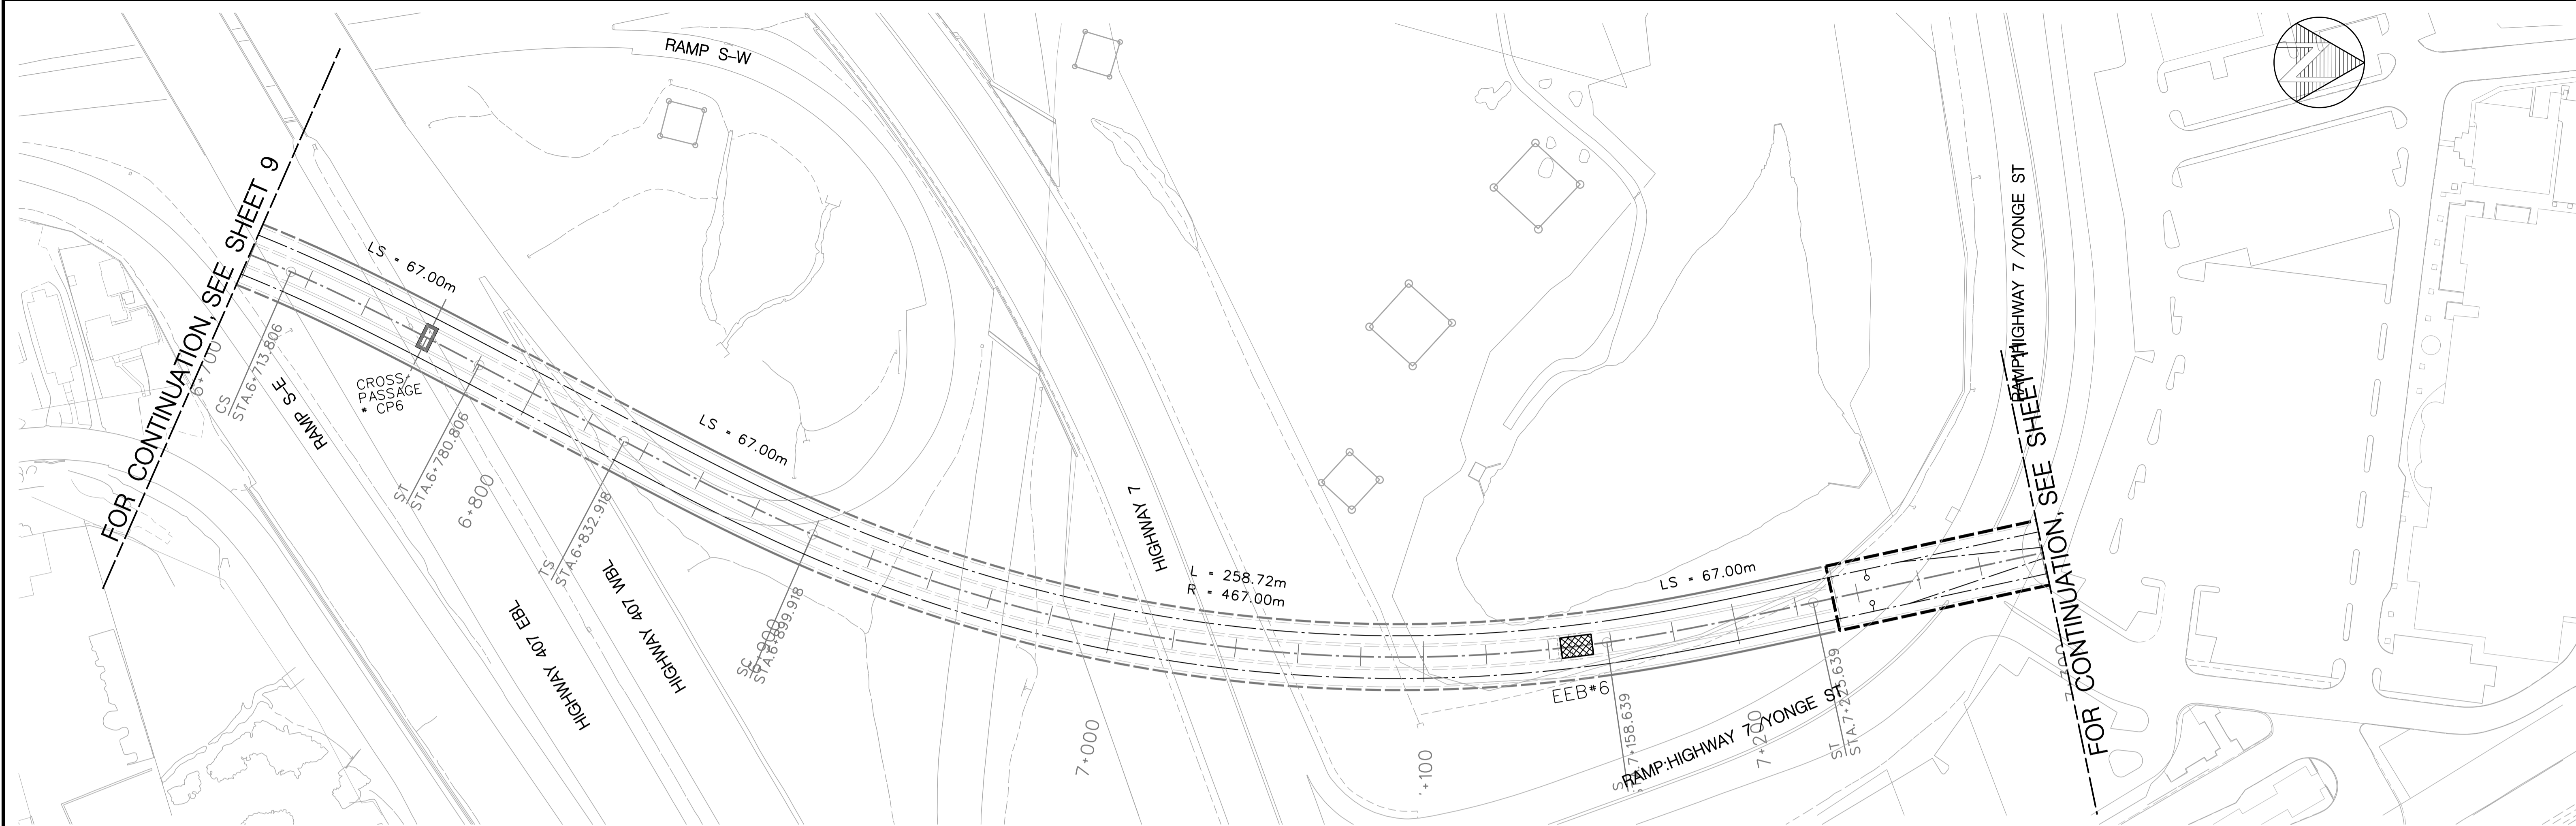 RAMP S-W
N
FOR CONTINUATION, SEE SHEET 9
LS = 67.00m
6+700
CS
STA.6+713.806
RAMP S-E
CROSS-
PASSAGE
# CP6
ST
STA.6+780.806
6+800
TS
STA.6+832.918
HIGHWAY 407 EBL
HIGHWAY 407 WBL
LS = 67.00m
SC
6+900
STA.6+899.918
7+000
HIGHWAY 7
L = 258.72m
R = 467.00m
+100
EEB#6
7+158.639
LS = 67.00m
RAMP:HIGHWAY 7 /YONGE ST
7+200
ST
STA.7+225.639
RAMP:HIGHWAY 7 /YONGE ST
FOR CONTINUATION, SEE SHEET